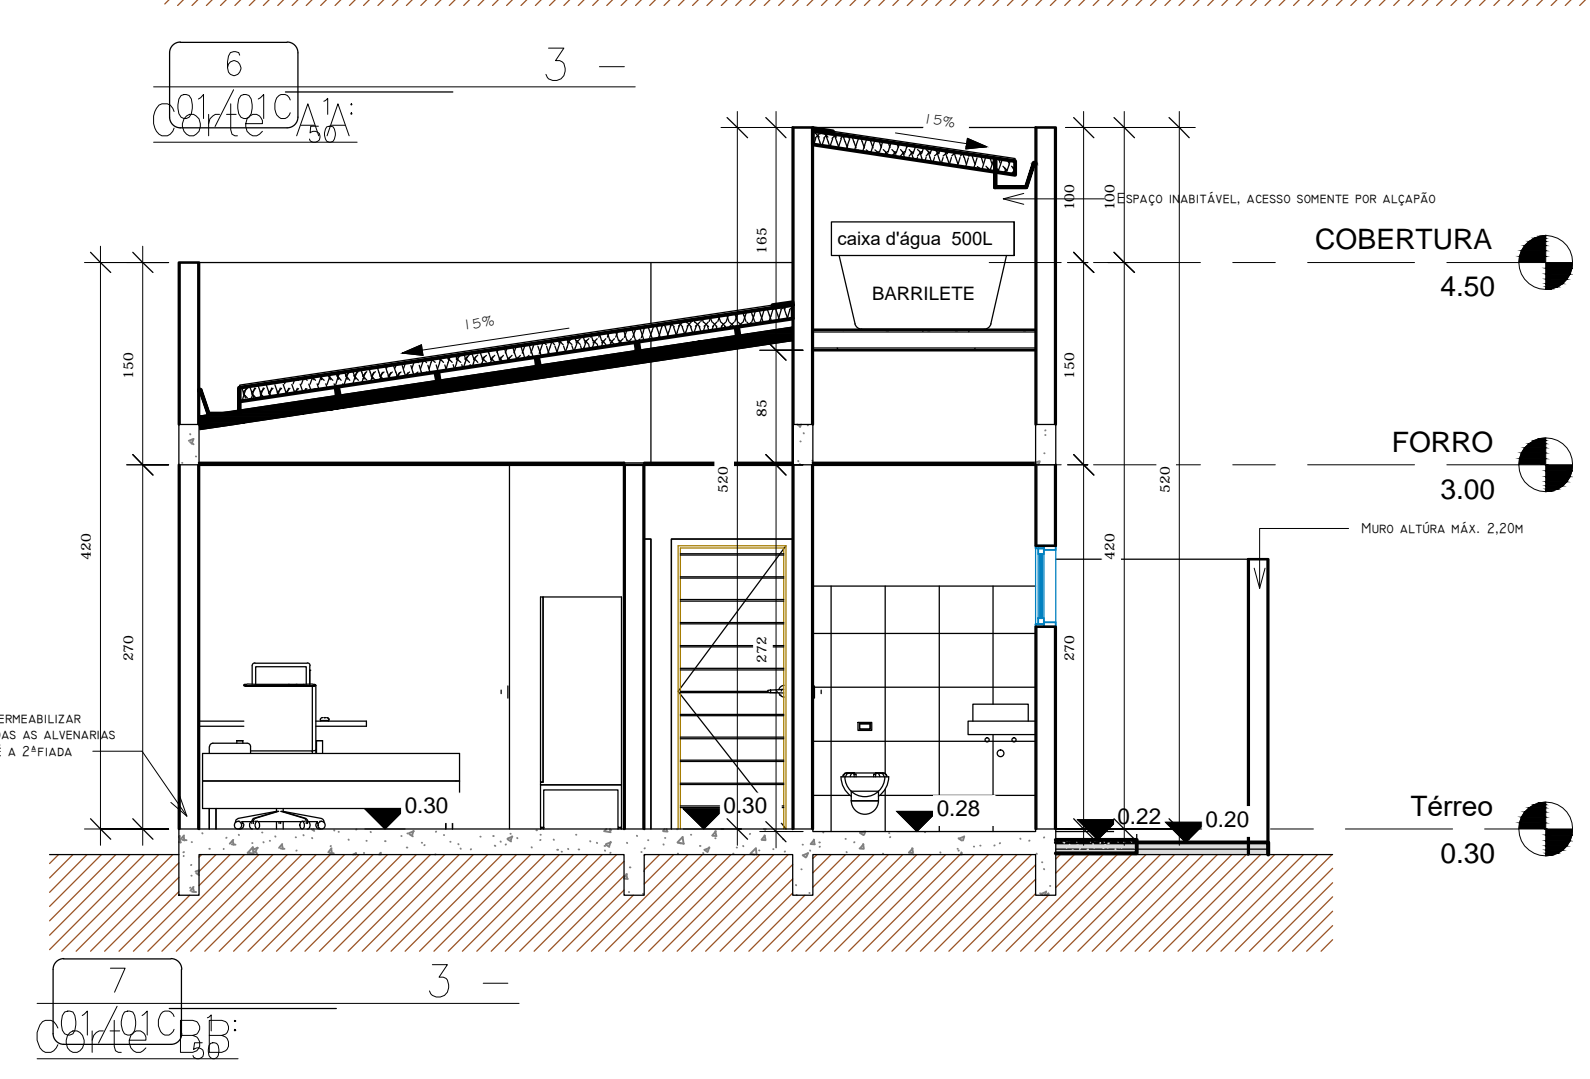 6
3 –
01/01C
Corte AA:
1
50
15%
ESPAÇO INABITÁVEL, ACESSO SOMENTE POR ALÇAPÃO
100
100
165
caixa d'água 500L
BARRILETE
COBERTURA
4.50
15%
150
85
150
520
520
FORRO
3.00
MURO ALTÚRA MÁX. 2,20M
420
420
270
272
270
ERMEABILIZAR
DAS AS ALVENARIAS
A 2ªFIADA
0.30
0.30
0.28
0.22
0.20
Térreo
0.30
7
3 –
01/01C
Corte BB:
1
50